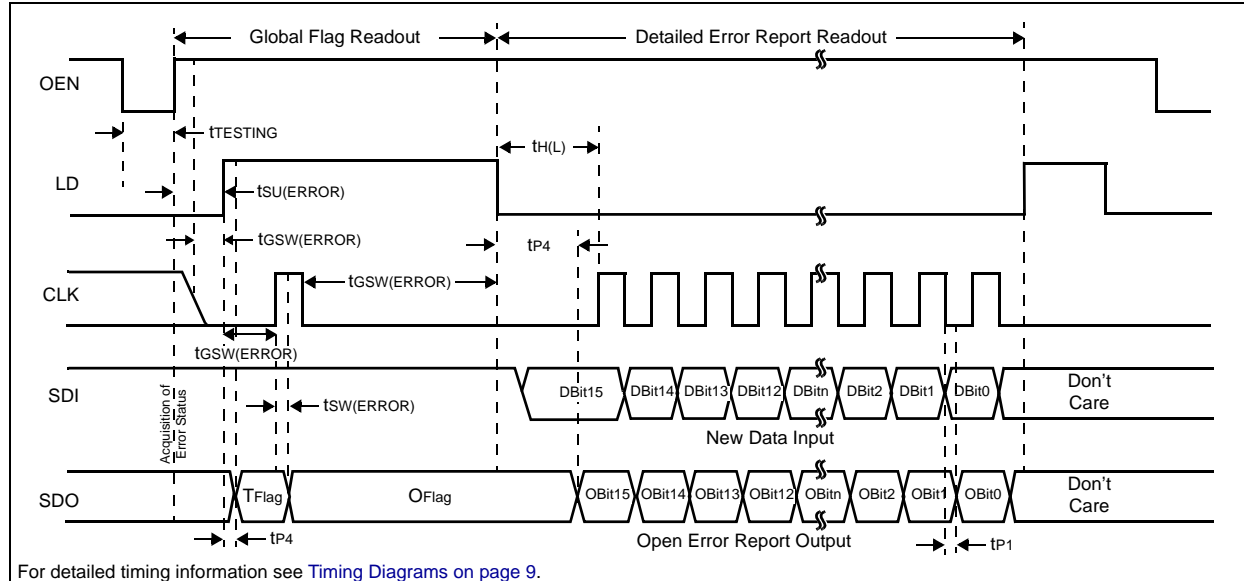 Global Flag Readout
Detailed Error Report Readout
OEN
tTESTING
tH(L)
LD
tSU(ERROR)
tGSW(ERROR)
tP4
CLK
tGSW(ERROR)
tGSW(ERROR)
SDI
DBit15 DBit14 DBit13 DBit12 DBitn DBit2 DBit1 DBit0
Don't
Care
Acquisition of
Error Status
tSW(ERROR)
New Data Input
SDO
TFlag
OFlag
OBit15 OBit14 OBit13 OBit12 OBitn OBit2 OBit1 OBit0
Don't
Care
tP4
Open Error Report Output
tP1
For detailed timing information see Timing Diagrams on page 9.